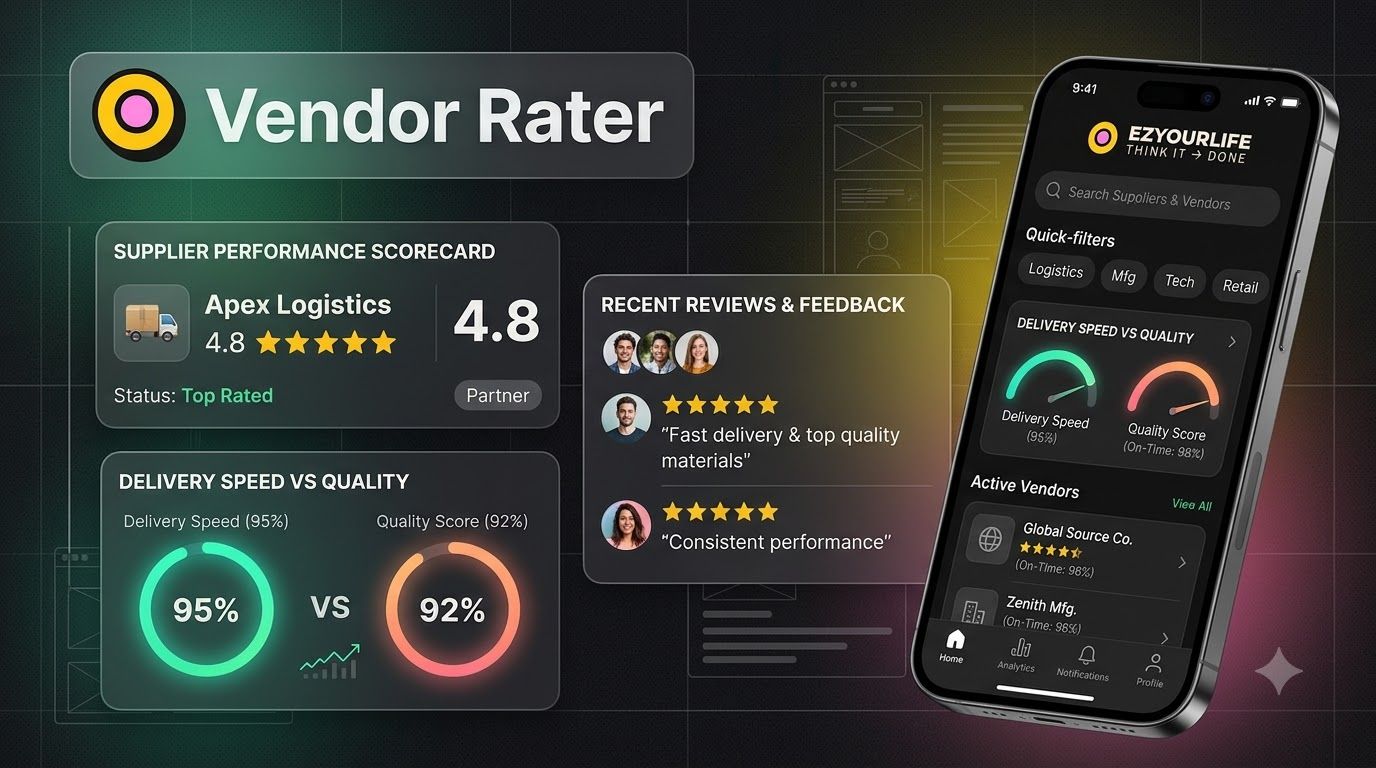 Vendor Rater
SUPPLIER PERFORMANCE SCORECARD
Apex Logistics
4.8
4.8
Status: Top Rated
Partner
DELIVERY SPEED VS QUALITY
Delivery Speed (95%)
Quality Score (92%)
95%
VS
92%
RECENT REVIEWS & FEEDBACK
"Fast delivery & top quality
materials"
"Consistent performance"
9:41
EZYOURLIFE
THINK IT → DONE
Search Suppliers & Vendors
Quick-filters
Logistics
Mfg
Tech
Retail
DELIVERY SPEED VS QUALITY
Delivery Speed
(95%)
Quality Score
(On-Time: 98%)
Active Vendors
View All
Global Source Co.
(On-TIme: 98%)
Zenith Mfg.
(On-Time: 96%)
Home
Analytics
Notifications
Profile